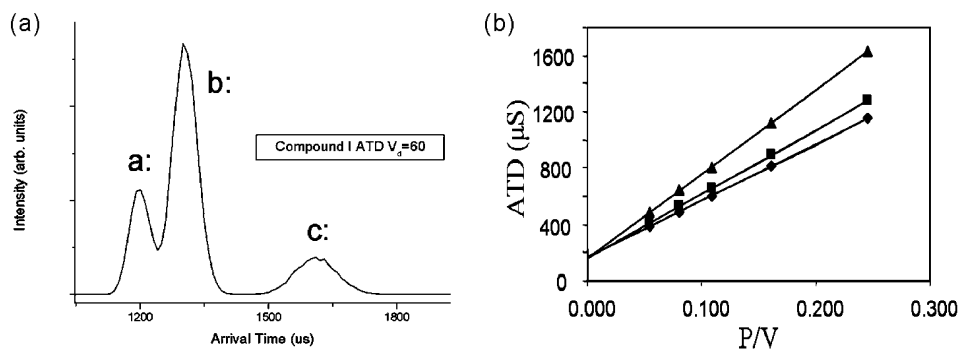 (a)
Intensity (arb. units)
a:
b:
c:
Compound I ATD V_d=60
1200
1500
1800
Arrival Time (us)
(b)
ATD (µS)
1600
1200
800
400
0
0.000
0.100
0.200
0.300
P/V